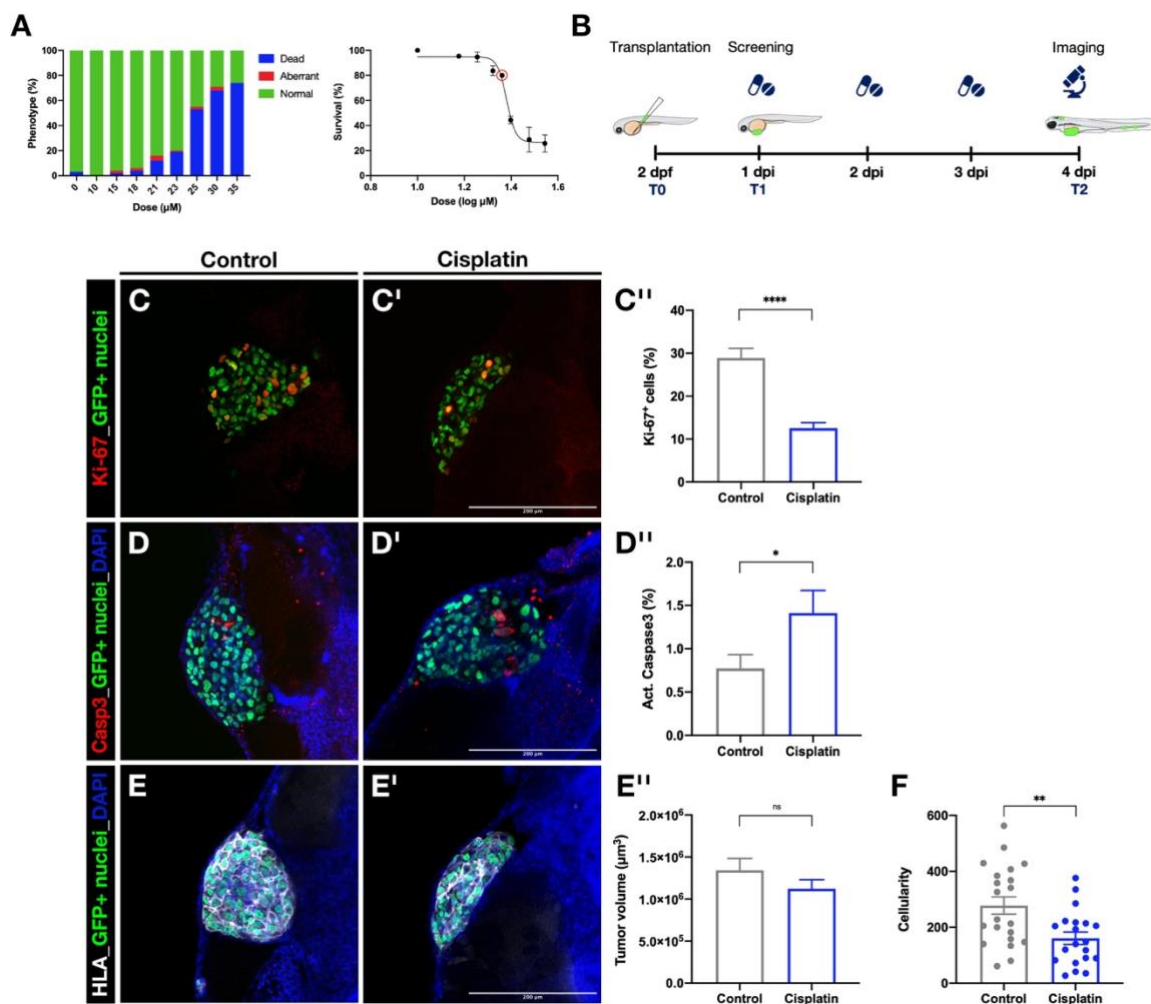 A
Phenotype (%)
100
80
60
40
20
0
0 10 15 18 21 23 25 30 35
Dose (µM)
Dead
Aberrant
Normal
Survival (%)
100
80
60
40
20
0
0.8 1.0 1.2 1.4 1.6
Dose (log µM)
B
Transplantation Screening Imaging
2 dpf 1 dpi 2 dpi 3 dpi 4 dpi
T0 T1 T2
Control Cisplatin
Ki-67_GFP+ nuclei
C
C'
200 µm
C''
Ki-67+ cells (%)
40
30
20
10
0
****
Control Cisplatin
Casp3_GFP+ nuclei_DAPI
D
D'
200 µm
D''
Act. Caspase3 (%)
2.0
1.5
1.0
0.5
0.0
*
Control Cisplatin
HLA_GFP+ nuclei_DAPI
E
E'
200 µm
E''
Tumor volume (µm³)
2.0×10⁶
1.5×10⁶
1.0×10⁶
5.0×10⁵
0.0
ns
Control Cisplatin
F
Cellularity
600
400
200
0
**
Control Cisplatin